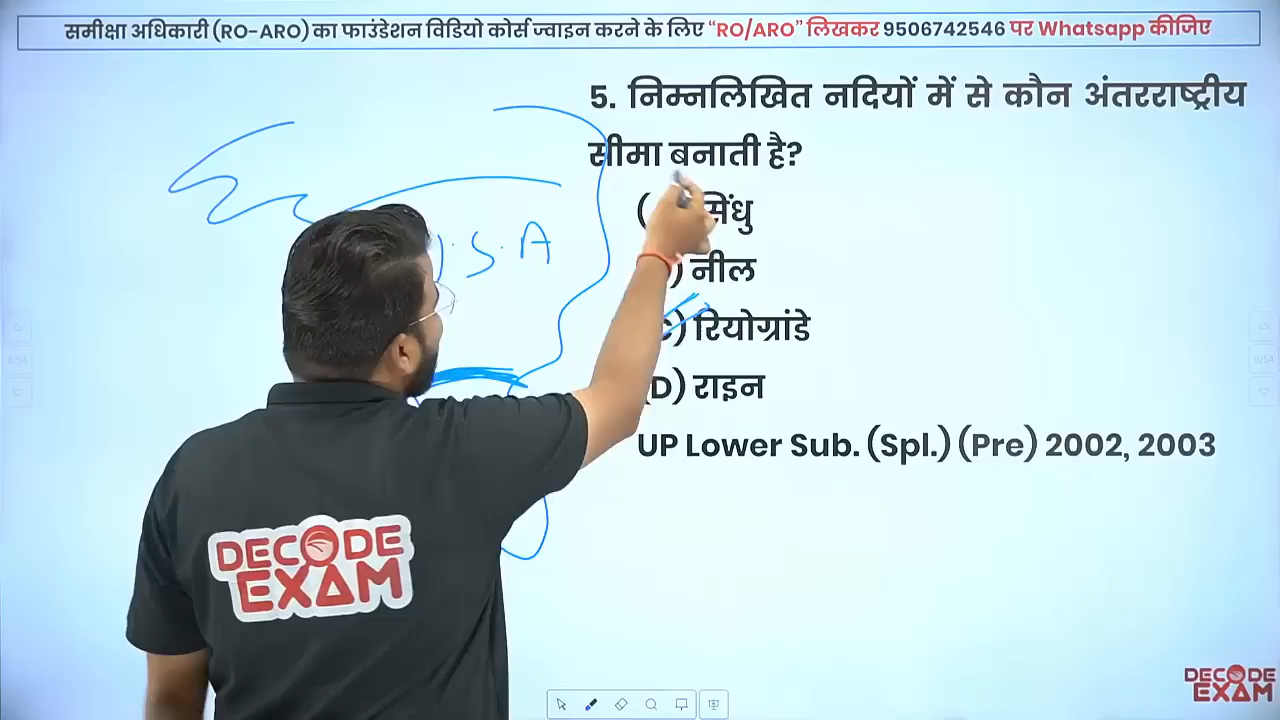 समीक्षा अधिकारी (RO-ARO) का फाउंडेशन विडियो कोर्स ज्वाइन करने के लिए “RO/ARO” लिखकर 9506742546 पर Whatsapp कीजिए
5. निम्नलिखित नदियों में से कौन अंतरराष्ट्रीय
सीमा बनाती है?
( सिंधु
) नील
C) रियोग्रांडे
(D) राइन
UP Lower Sub. (Spl.) (Pre) 2002, 2003
.S.A
DECODE
EXAM
DECODE
EXAM